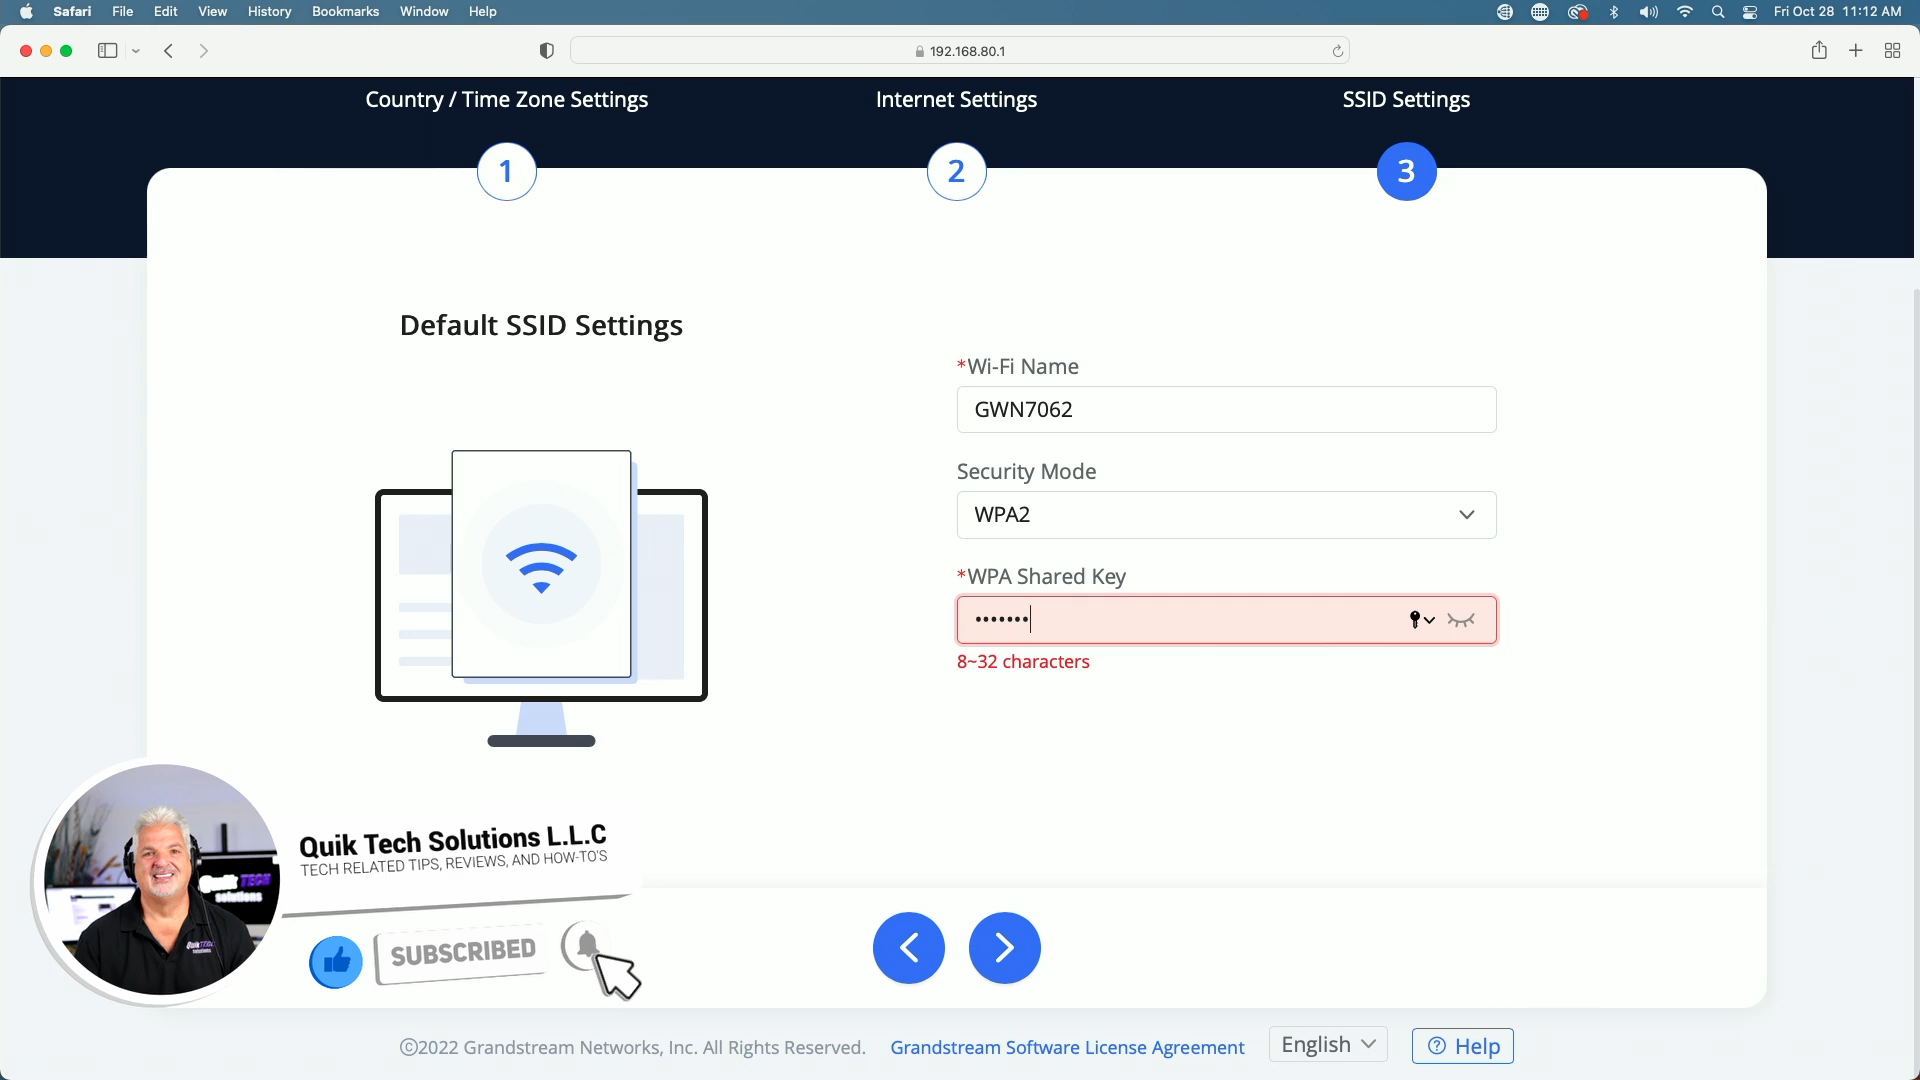 Safari File Edit View History Bookmarks Window Help Fri Oct 28 11:12 AM
192.168.80.1
Country / Time Zone Settings Internet Settings SSID Settings
1 2 3
Default SSID Settings
*Wi-Fi Name
GWN7062
Security Mode
WPA2
*WPA Shared Key
•••••••
8~32 characters
Quik Tech Solutions L.L.C
TECH RELATED TIPS, REVIEWS, AND HOW-TO'S
Quik TECH
solutions
SUBSCRIBED
©2022 Grandstream Networks, Inc. All Rights Reserved. Grandstream Software License Agreement English Help